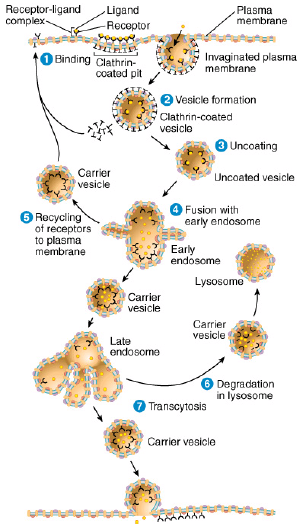 Receptor-ligand
complex
Ligand
Receptor
Plasma
membrane
1 Binding
Clathrin-
coated pit
Invaginated plasma
membrane
2 Vesicle formation
Clathrin-coated
vesicle
3 Uncoating
Uncoated vesicle
Carrier
vesicle
4 Fusion with
early endosome
5 Recycling
of receptors
to plasma
membrane
Early
endosome
Lysosome
Carrier
vesicle
Carrier
vesicle
Late
endosome
6 Degradation
in lysosome
7 Transcytosis
Carrier vesicle